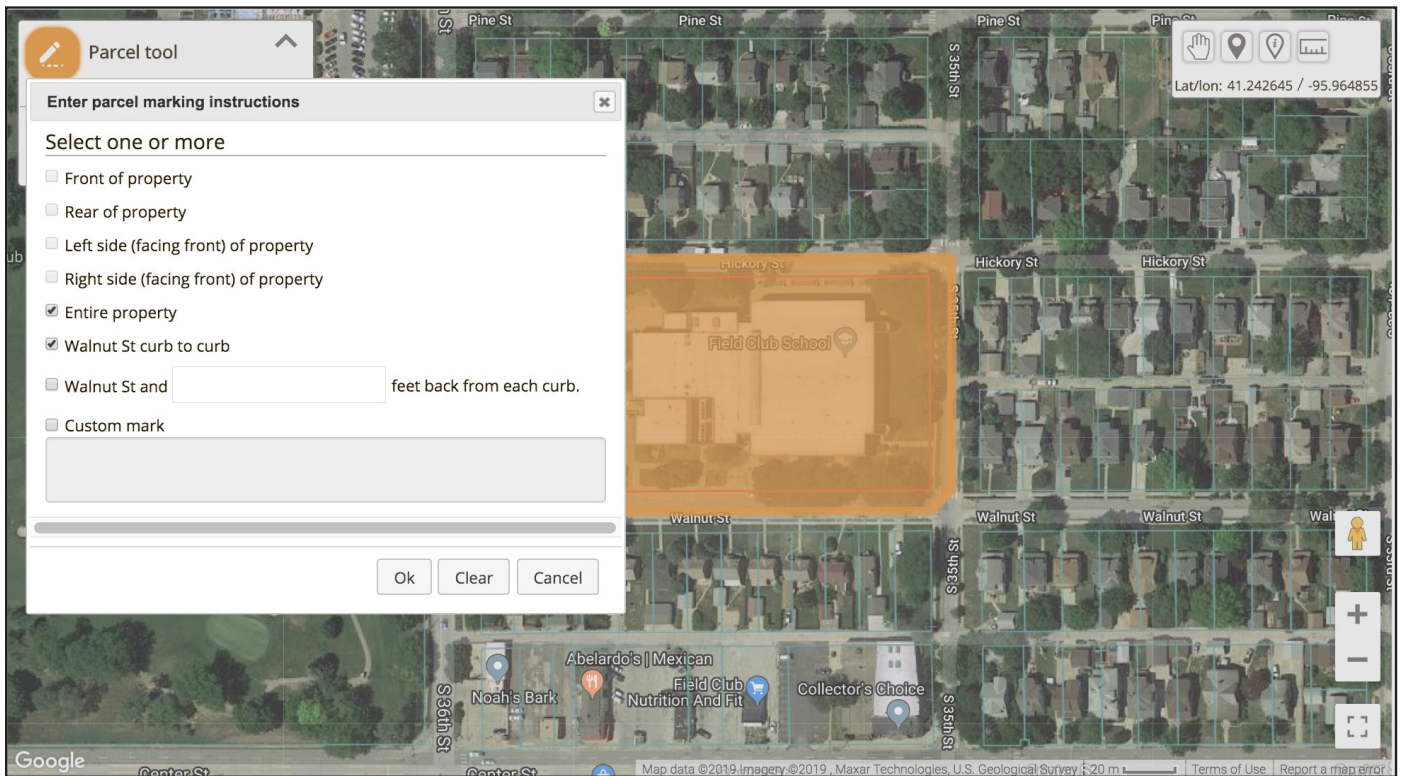 Pine St
Pine St
Pine St
Pine St
Parcel tool
S 35th St
Lat/lon: 41.242645 / -95.964855
Enter parcel marking instructions
Select one or more
Front of property
Rear of property
Left side (facing front) of property
Right side (facing front) of property
Entire property
Walnut St curb to curb
Walnut St and
feet back from each curb.
Custom mark
Hickory St
Hickory St
Hickory St
S 35th St
Field Club School
Walnut St
Walnut St
Walnut St
S 35th St
Ok
Clear
Cancel
Abelardo's | Mexican
Noah's Bark
Field Club
Nutrition And Fit
Collector's Choice
S 36th St
S 35th St
Google
Center St
Center St
Map data ©2019 Imagery ©2019 , Maxar Technologies, U.S. Geological Survey
20 m
Terms of Use
Report a map error